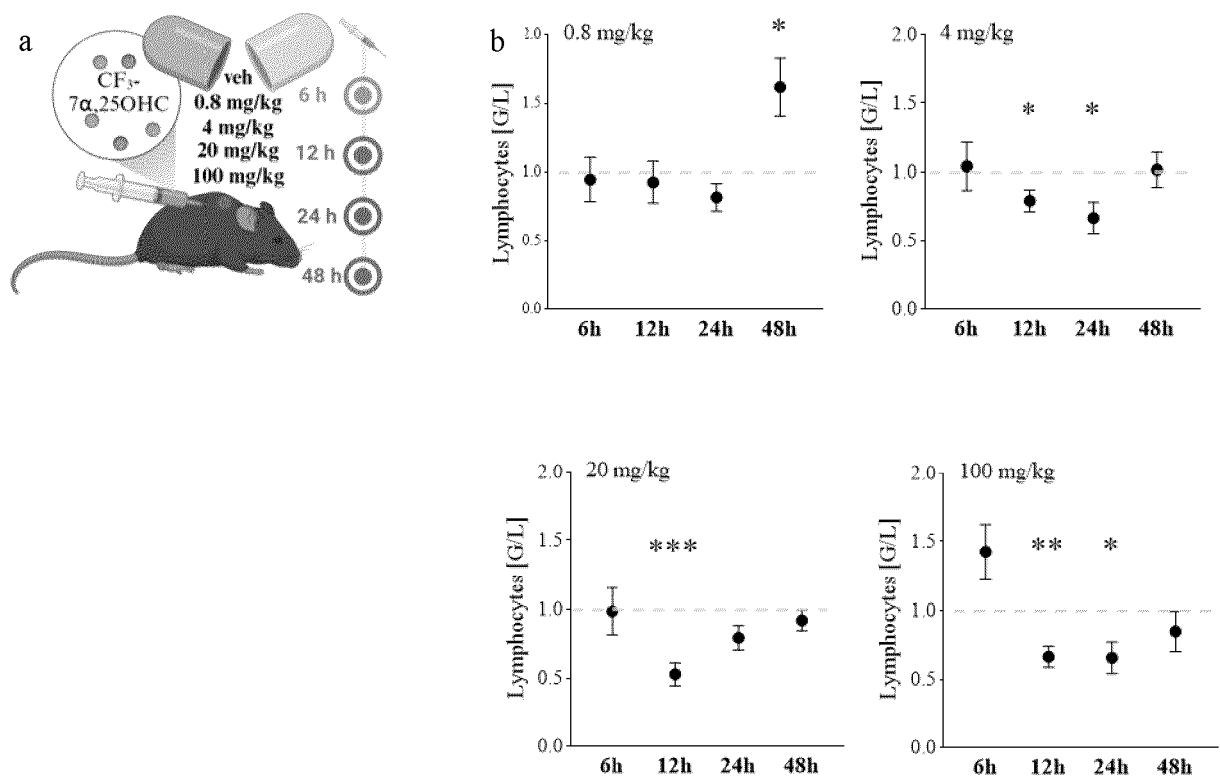 a
CF₃-
7α,25OHC
veh
0.8 mg/kg
4 mg/kg
20 mg/kg
100 mg/kg
6 h
12 h
24 h
48 h
b
0.8 mg/kg
Lymphocytes [G/L]
2.0
1.5
1.0
0.5
0.0
*
6h 12h 24h 48h
4 mg/kg
Lymphocytes [G/L]
2.0
1.5
1.0
0.5
0.0
* *
6h 12h 24h 48h
20 mg/kg
Lymphocytes [G/L]
2.0
1.5
1.0
0.5
0.0
***
6h 12h 24h 48h
100 mg/kg
Lymphocytes [G/L]
2.0
1.5
1.0
0.5
0.0
** *
6h 12h 24h 48h